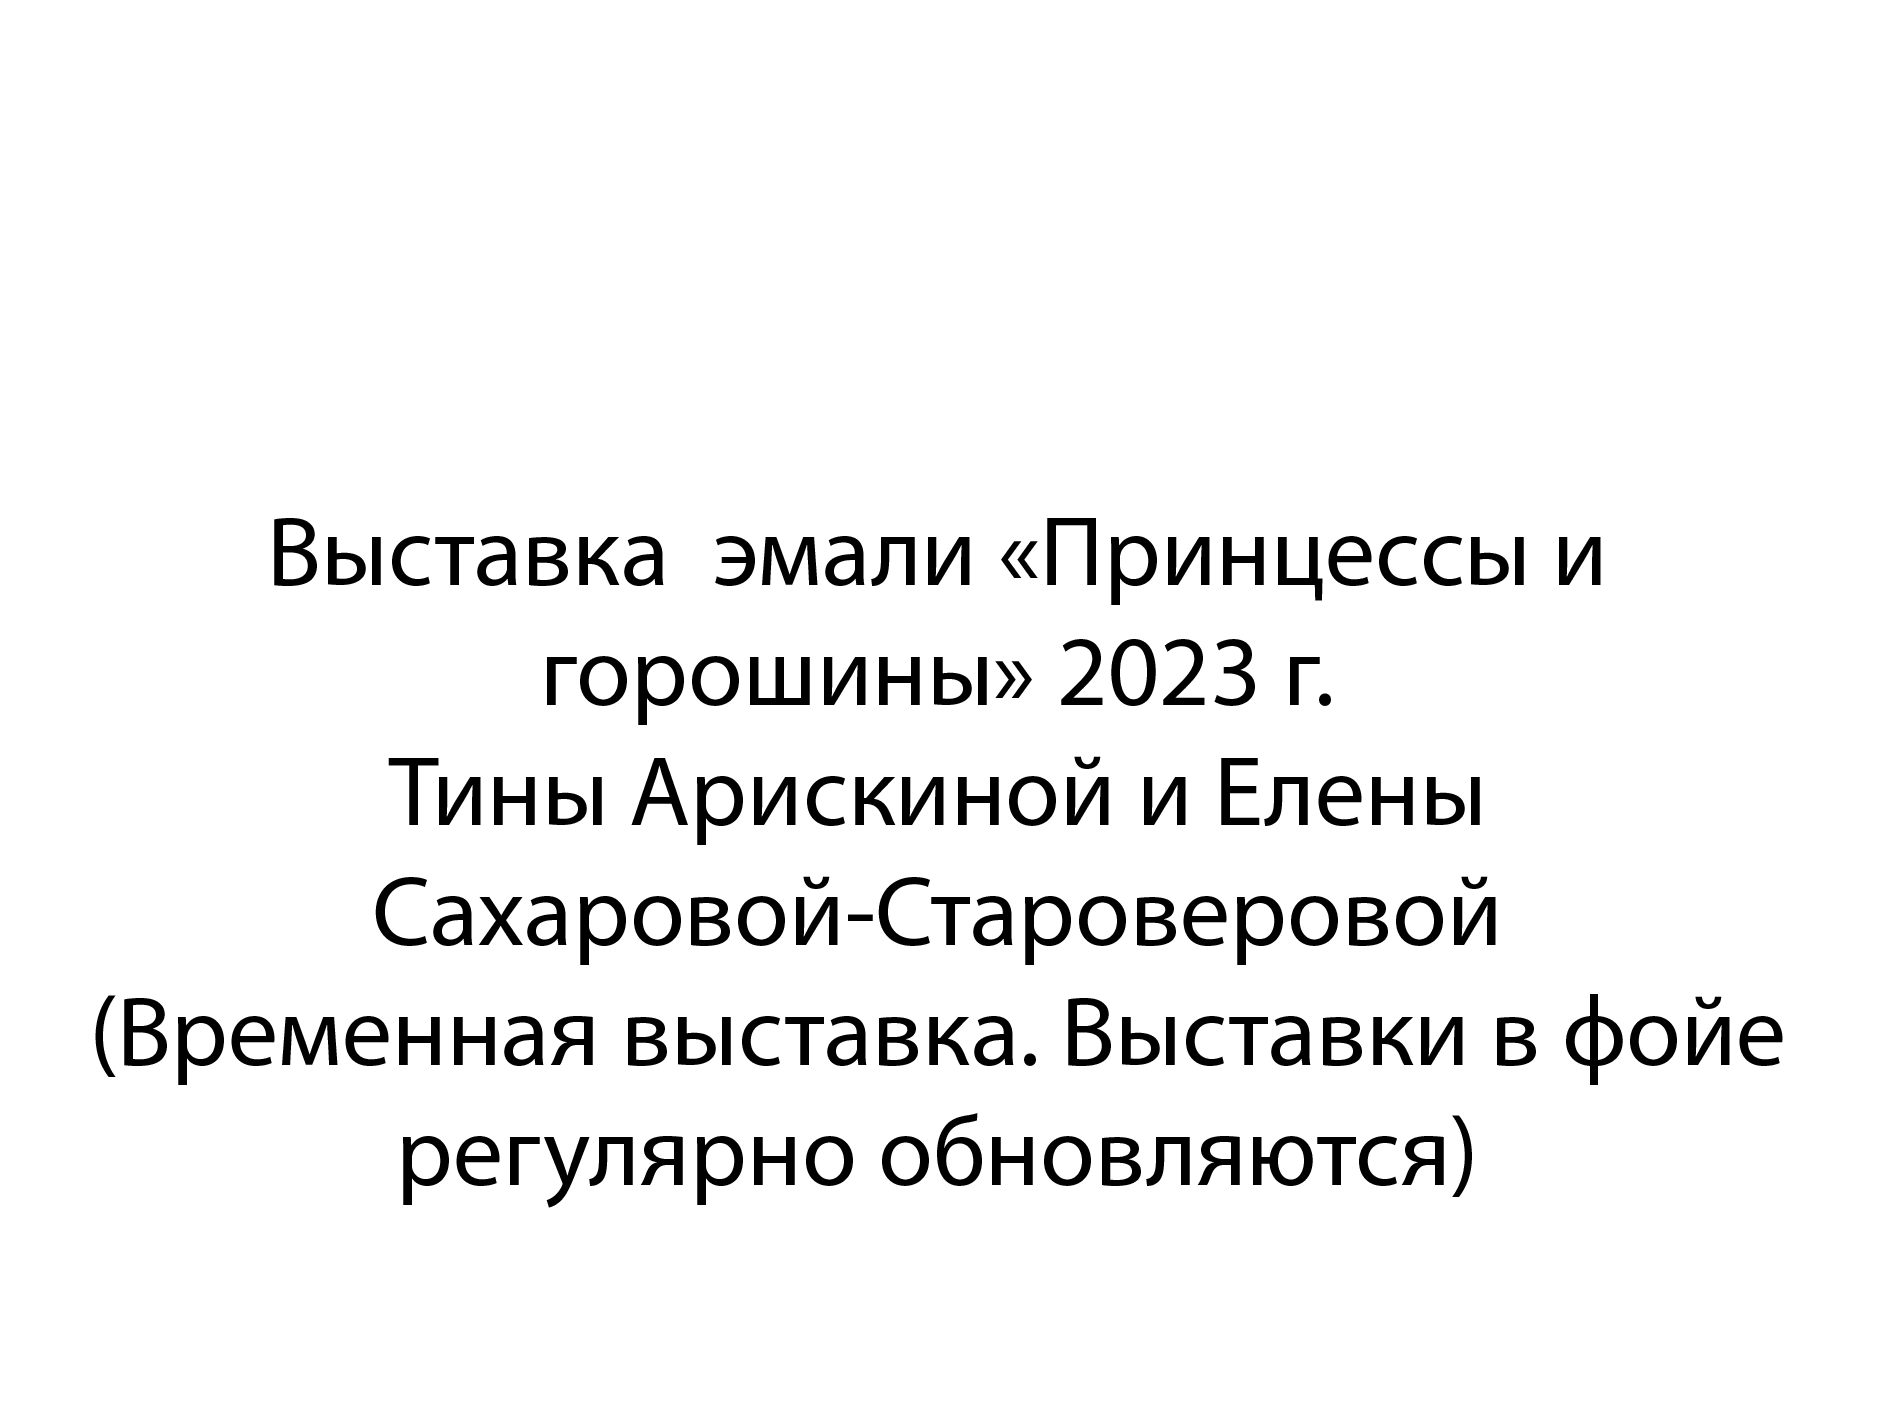 Выставка  эмали «Принцессы и
горошины» 2023 г.
Тины Арискиной и Елены
Сахаровой-Староверовой
(Временная выставка. Выставки в фойе
регулярно обновляются)